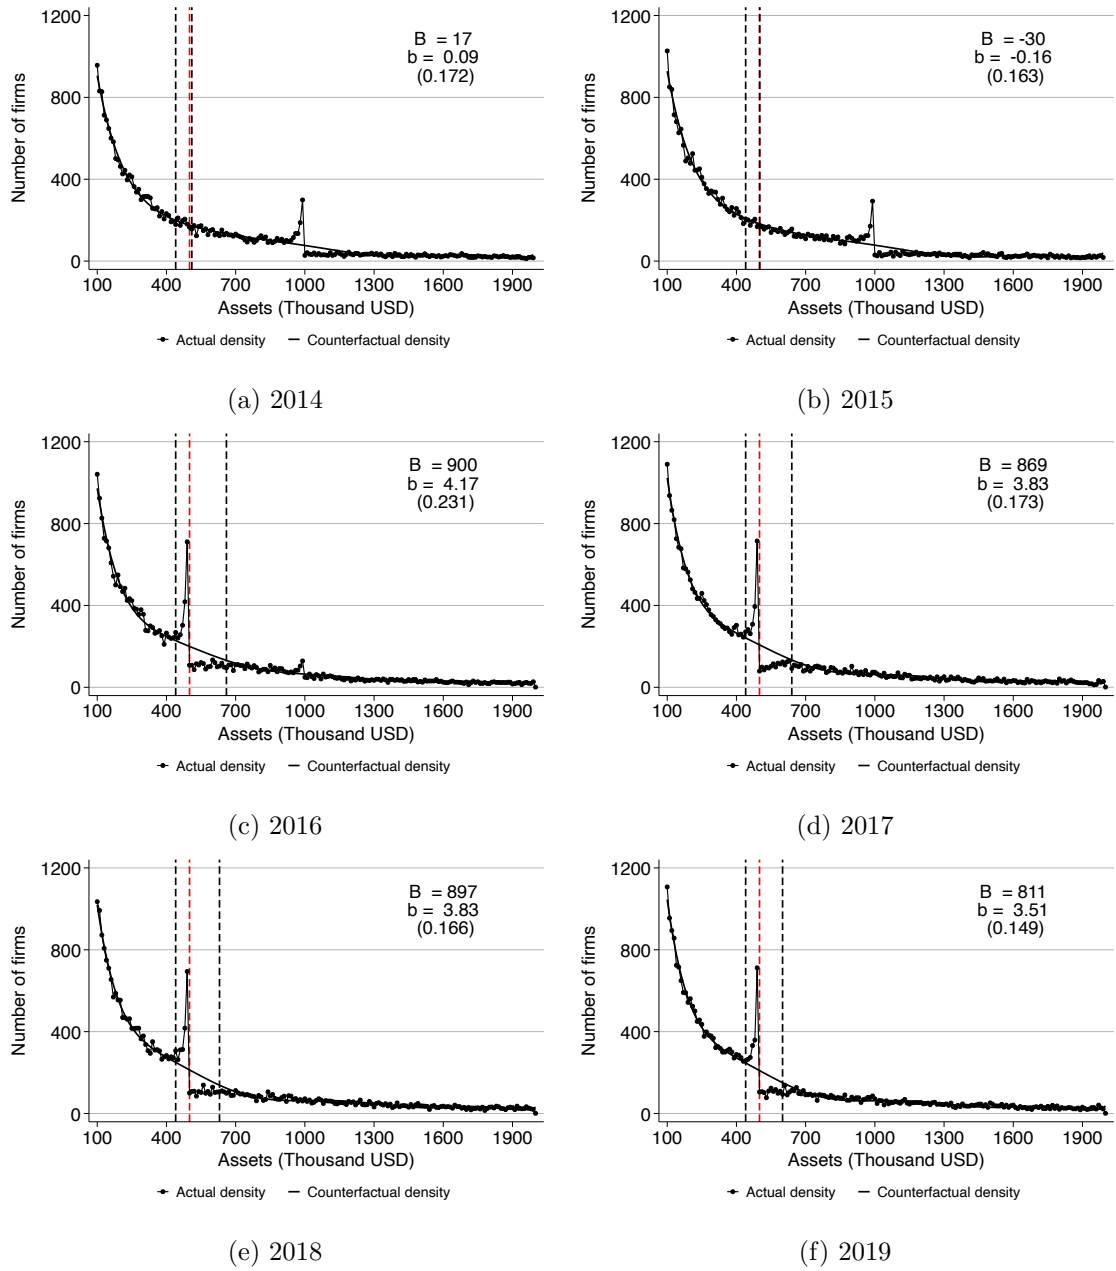 1200
800
400
0
Number of firms
B = 17
b = 0.09
(0.172)
100 400 700 1000 1300 1600 1900
Assets (Thousand USD)
Actual density Counterfactual density
(a) 2014
1200
800
400
0
Number of firms
B = -30
b = -0.16
(0.163)
100 400 700 1000 1300 1600 1900
Assets (Thousand USD)
Actual density Counterfactual density
(b) 2015
1200
800
400
0
Number of firms
B = 900
b = 4.17
(0.231)
100 400 700 1000 1300 1600 1900
Assets (Thousand USD)
Actual density Counterfactual density
(c) 2016
1200
800
400
0
Number of firms
B = 869
b = 3.83
(0.173)
100 400 700 1000 1300 1600 1900
Assets (Thousand USD)
Actual density Counterfactual density
(d) 2017
1200
800
400
0
Number of firms
B = 897
b = 3.83
(0.166)
100 400 700 1000 1300 1600 1900
Assets (Thousand USD)
Actual density Counterfactual density
(e) 2018
1200
800
400
0
Number of firms
B = 811
b = 3.51
(0.149)
100 400 700 1000 1300 1600 1900
Assets (Thousand USD)
Actual density Counterfactual density
(f) 2019